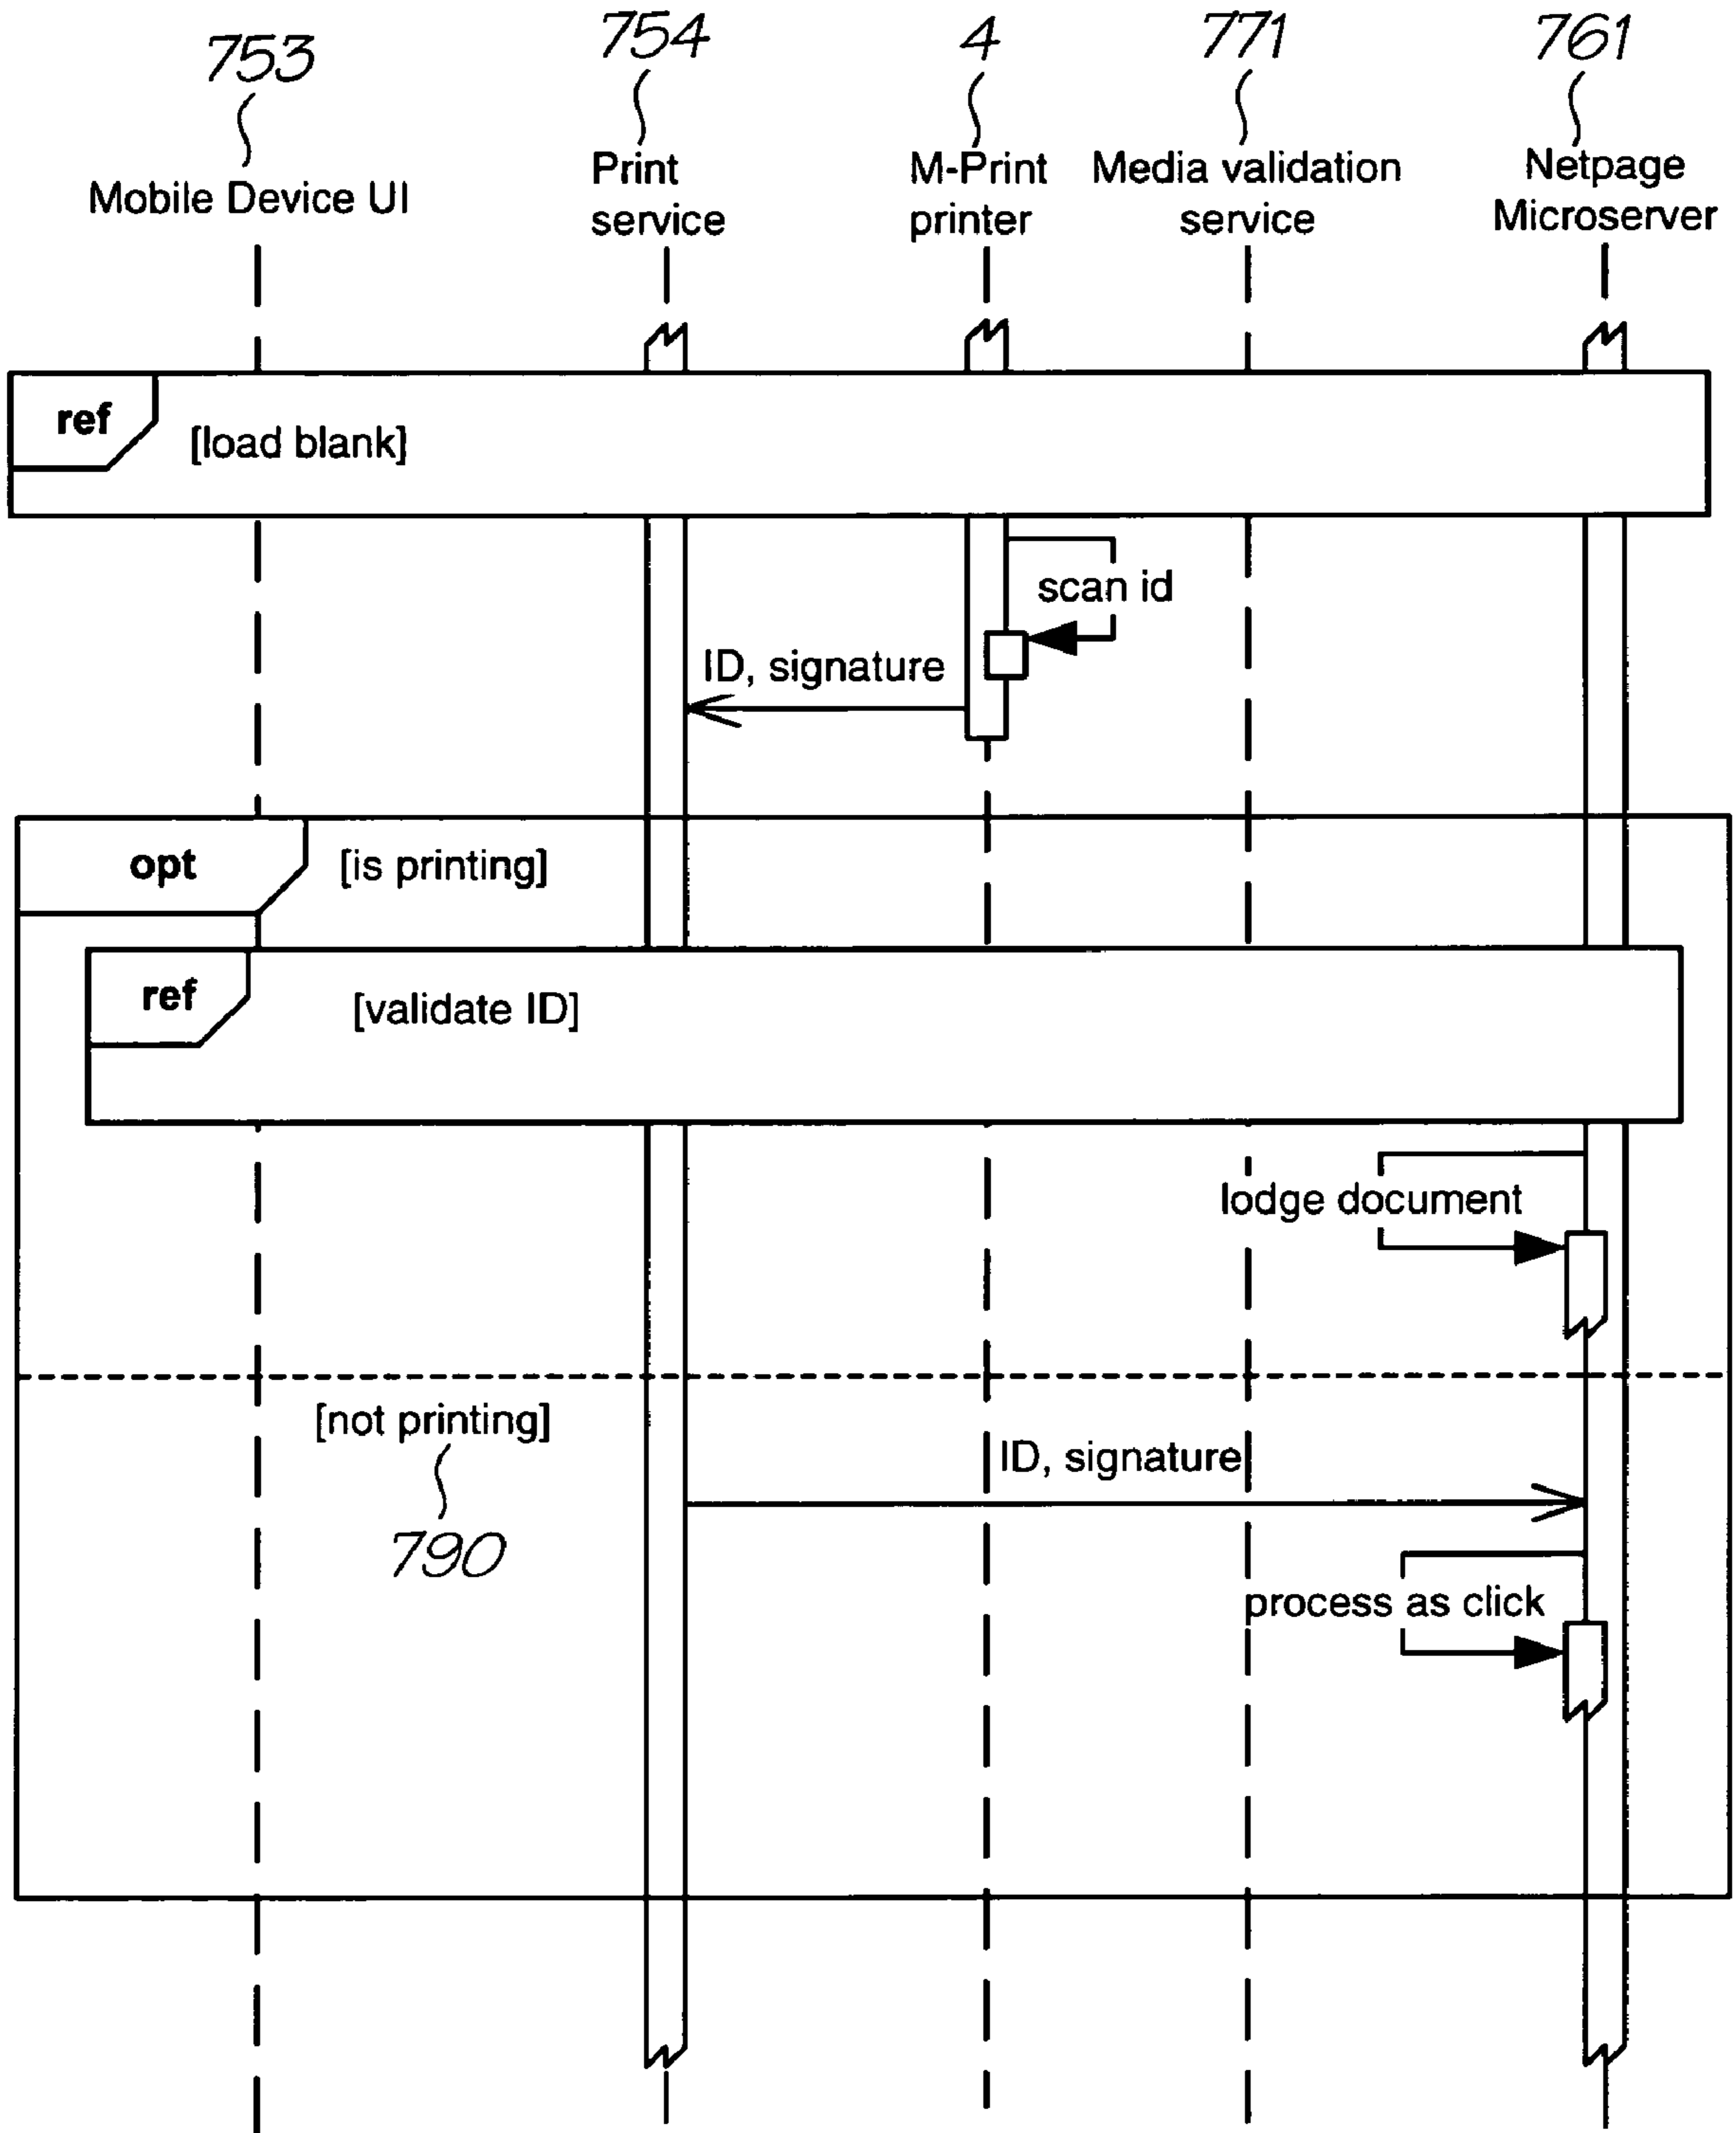 753
754
4
771
761
Mobile Device UI
Print
service
M-Print
printer
Media validation
service
Netpage
Microserver
ref
[load blank]
scan id
ID, signature
opt
[is printing]
ref
[validate ID]
lodge document
[not printing]
790
ID, signature
process as click